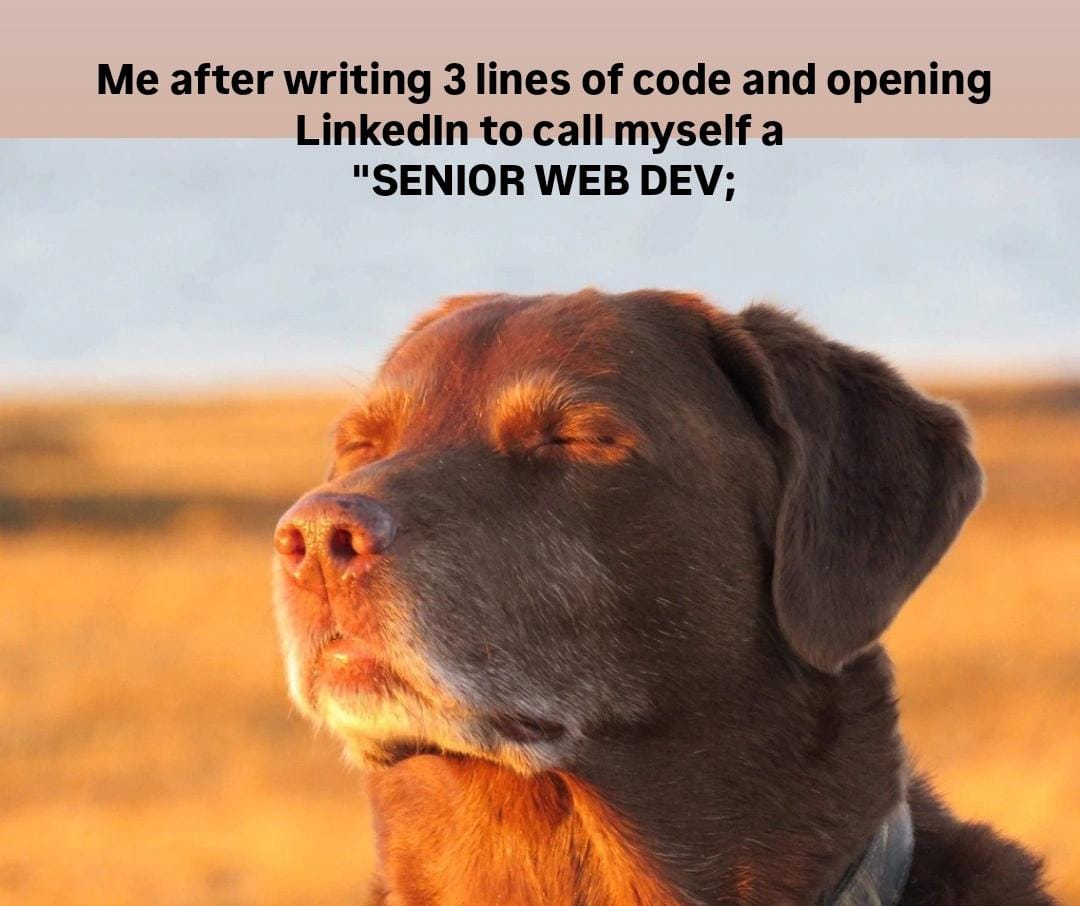 Me after writing 3 lines of code and opening
LinkedIn to call myself a
"SENIOR WEB DEV;